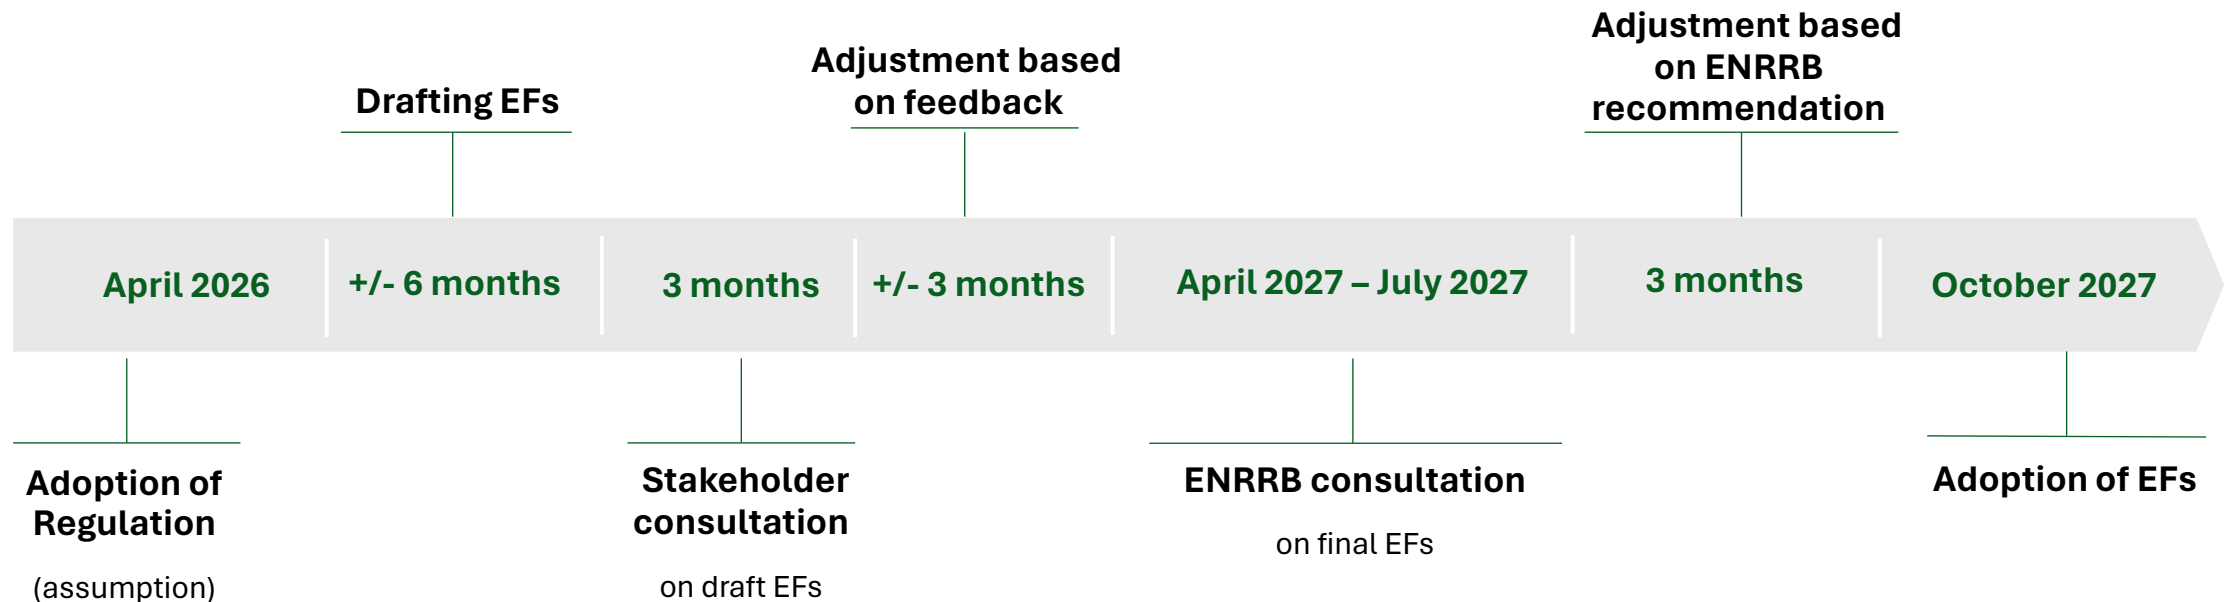 Adjustment based
on ENRRB
recommendation
Adjustment based
on feedback
Drafting EFs
April 2026
+/- 6 months
3 months
+/- 3 months
April 2027 – July 2027
3 months
October 2027
Adoption of
Regulation
(assumption)
Stakeholder
consultation
on draft EFs
ENRRB consultation
on final EFs
Adoption of EFs